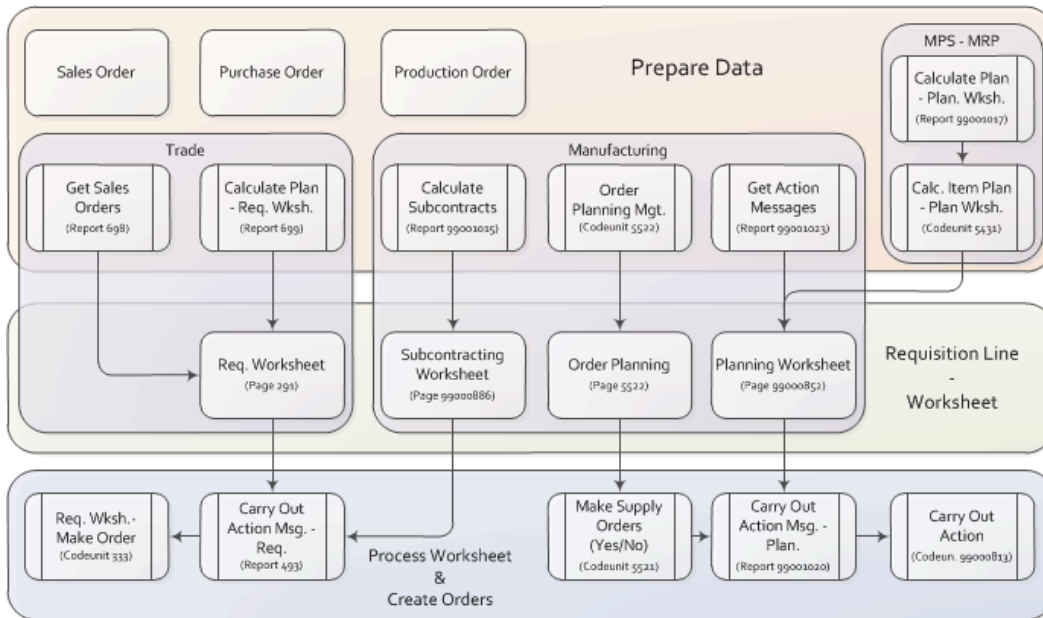 Sales Order
Purchase Order
Production Order
Prepare Data
MPS - MRP
Calculate Plan
- Plan. Wksh.
(Report 99001017)
Trade
Get Sales
Orders
(Report 698)
Calculate Plan
- Req. Wksh.
(Report 699)
Manufacturing
Calculate
Subcontracts
(Report 99001015)
Order
Planning Mgt.
(Codeunit 5522)
Get Action
Messages
(Report 99001023)
Calc. Item Plan
- Plan Wksh.
(Codeunit 5431)
Req. Worksheet
(Page 291)
Subcontracting
Worksheet
(Page 99000886)
Order Planning
(Page 5522)
Planning Worksheet
(Page 99000852)
Requisition Line
-
Worksheet
Req. Wksh.-
Make Order
(Codeunit 333)
Carry Out
Action Msg. -
Req.
(Report 493)
Process Worksheet
&
Create Orders
Make Supply
Orders
(Yes/No)
(Codeunit 5521)
Carry Out
Action Msg. -
Plan.
(Report 99001020)
Carry Out
Action
(Codeun. 99000813)